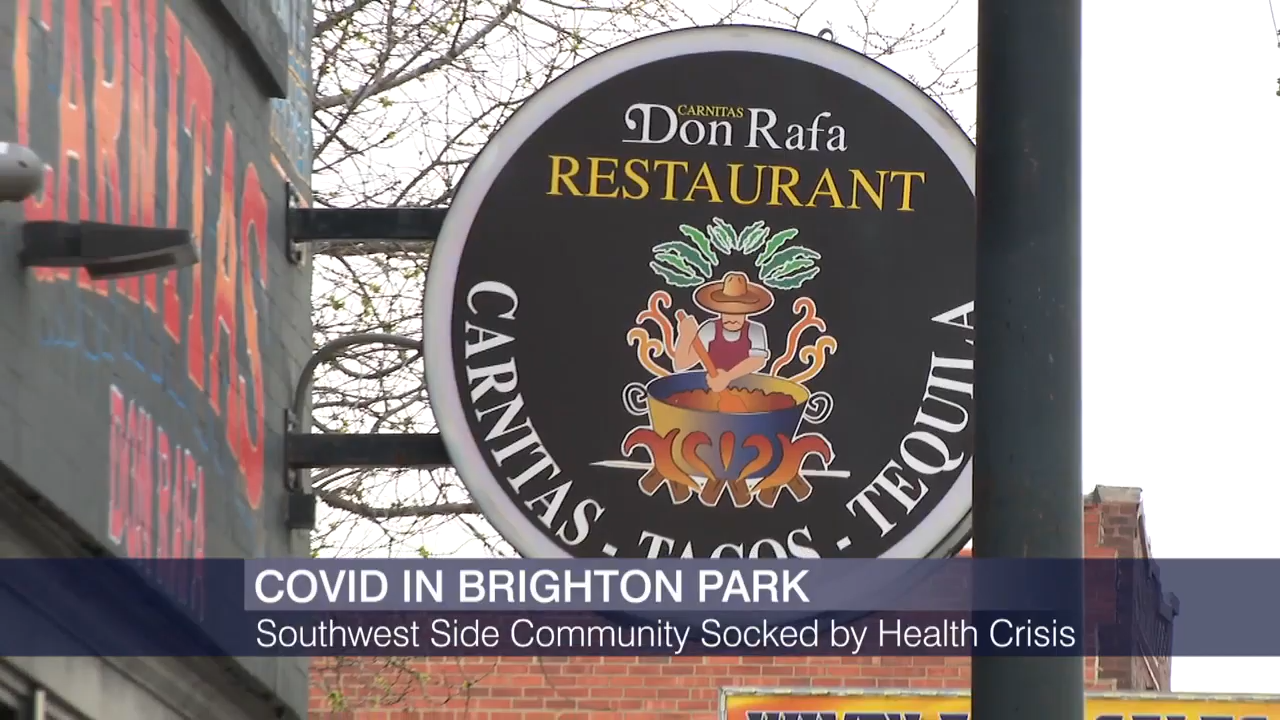 CARNITAS
DON RAFA
CARNITAS
Don Rafa
RESTAURANT
CARNITAS - TACOS - TEQUILA
COVID IN BRIGHTON PARK
Southwest Side Community Socked by Health Crisis